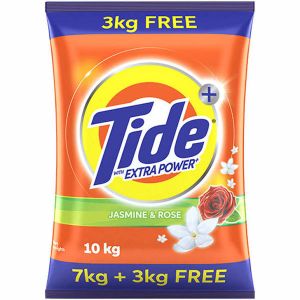 3kg FREE
Tide +
WITH EXTRA POWER+
JASMINE & ROSE
10 kg
7kg + 3kg FREE